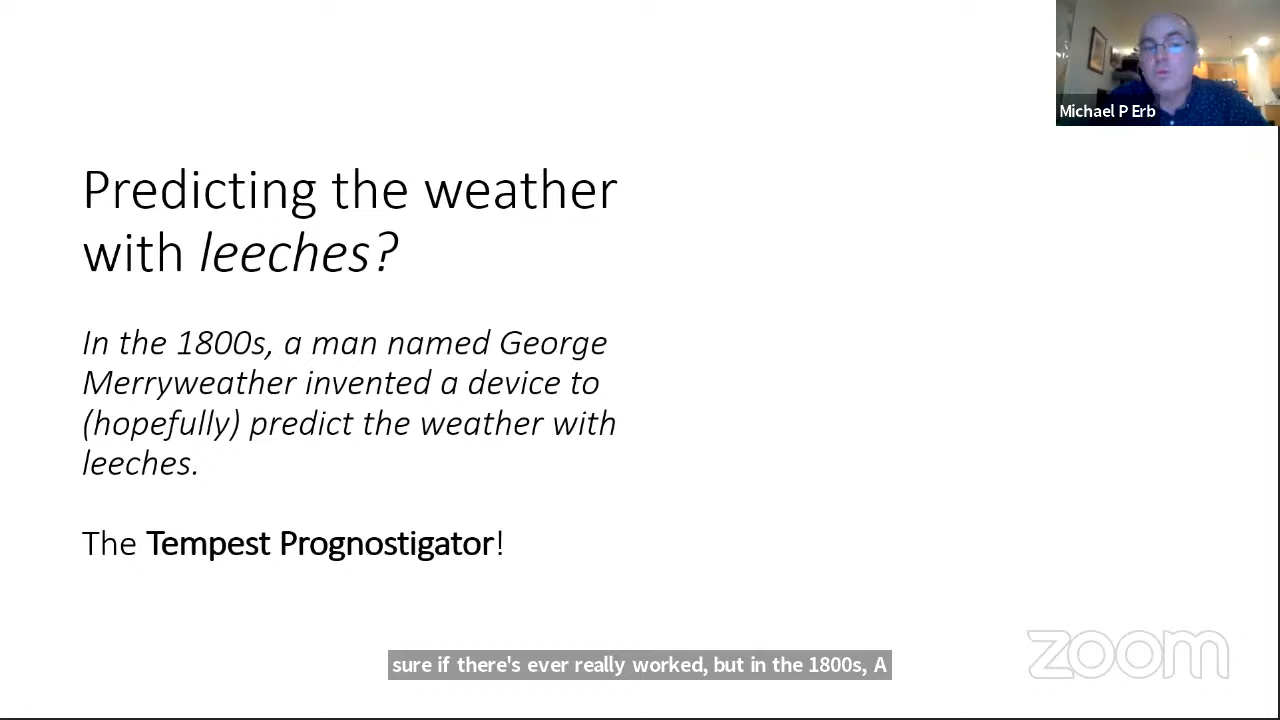 Michael P Erb
Predicting the weather
with leeches?
In the 1800s, a man named George
Merryweather invented a device to
(hopefully) predict the weather with
leeches.
The Tempest Prognostigator!
sure if there's ever really worked, but in the 1800s, A
zoom